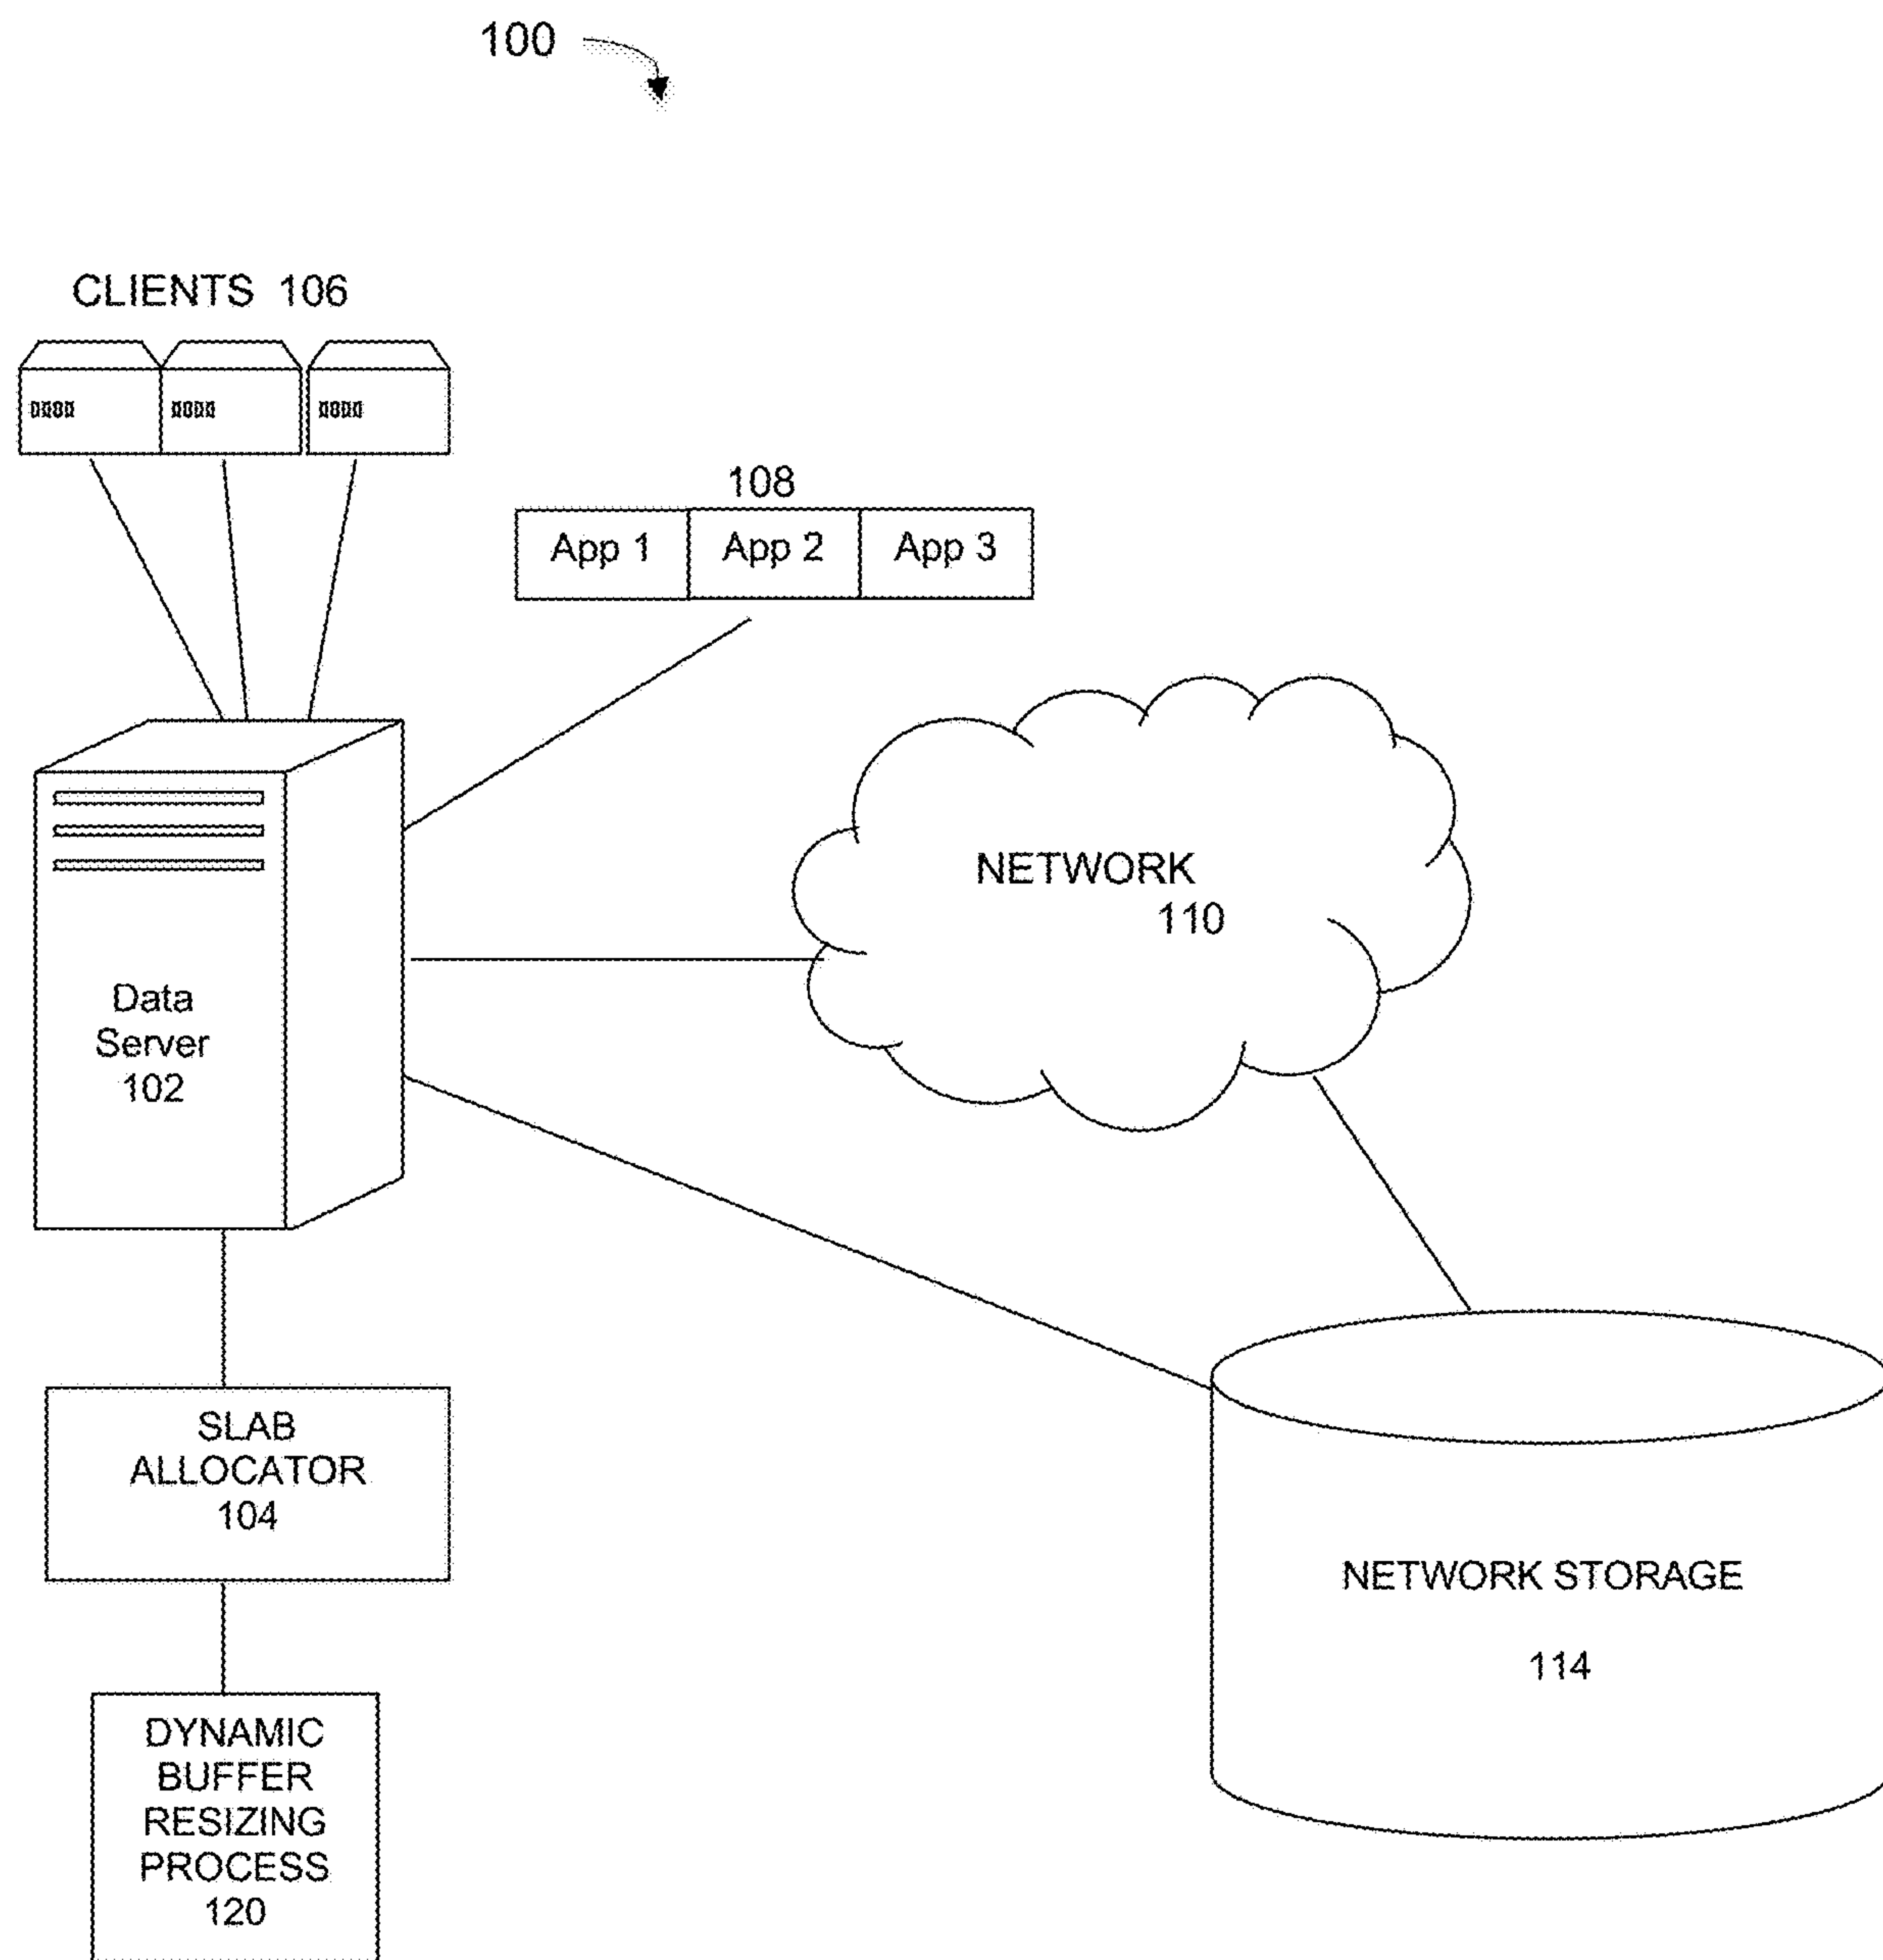 100
CLIENTS 106
108
App 1 App 2 App 3
NETWORK
110
Data
Server
102
SLAB
ALLOCATOR
104
NETWORK STORAGE
114
DYNAMIC
BUFFER
RESIZING
PROCESS
120